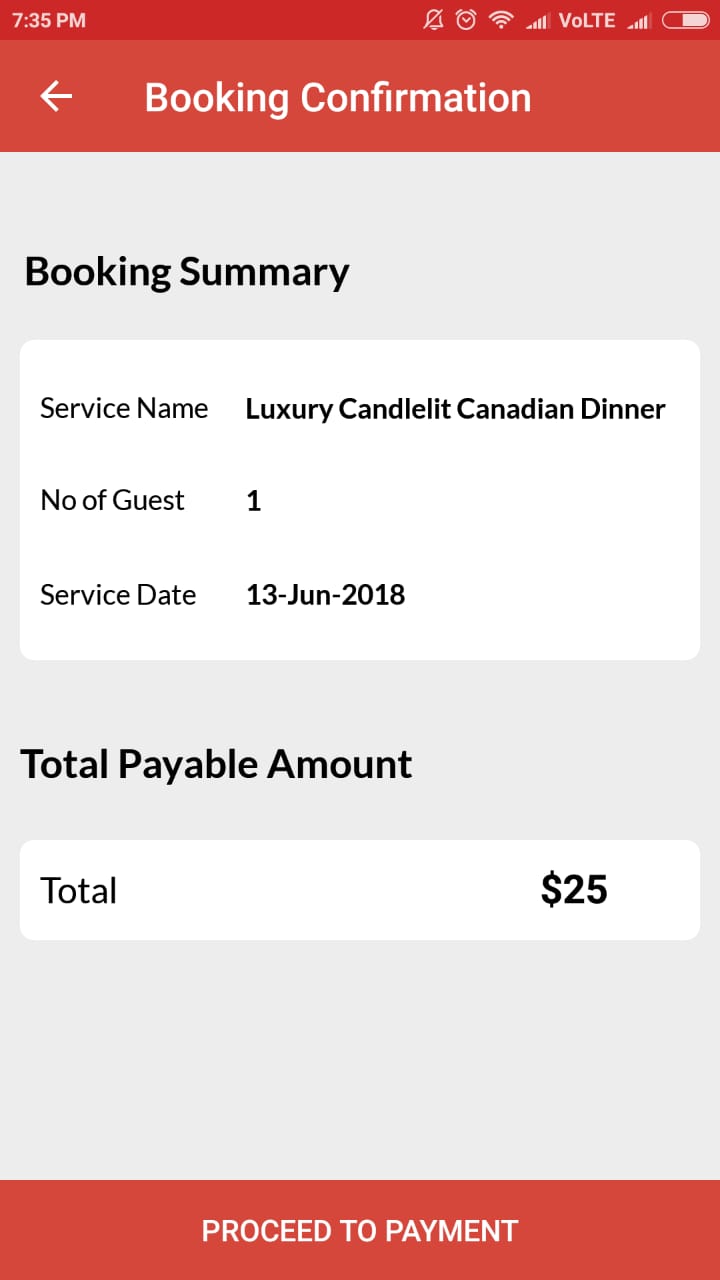 7:35 PM VoLTE
Booking Confirmation
Booking Summary
Service Name Luxury Candlelit Canadian Dinner
No of Guest 1
Service Date 13-Jun-2018
Total Payable Amount
Total $25
PROCEED TO PAYMENT